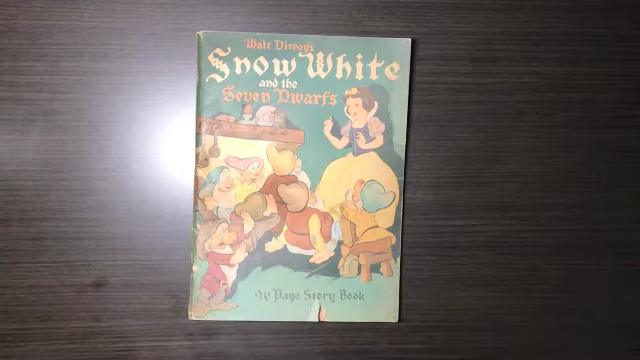 Walt Disney's
Snow White
and the
Seven Dwarfs
96 Page Story Book